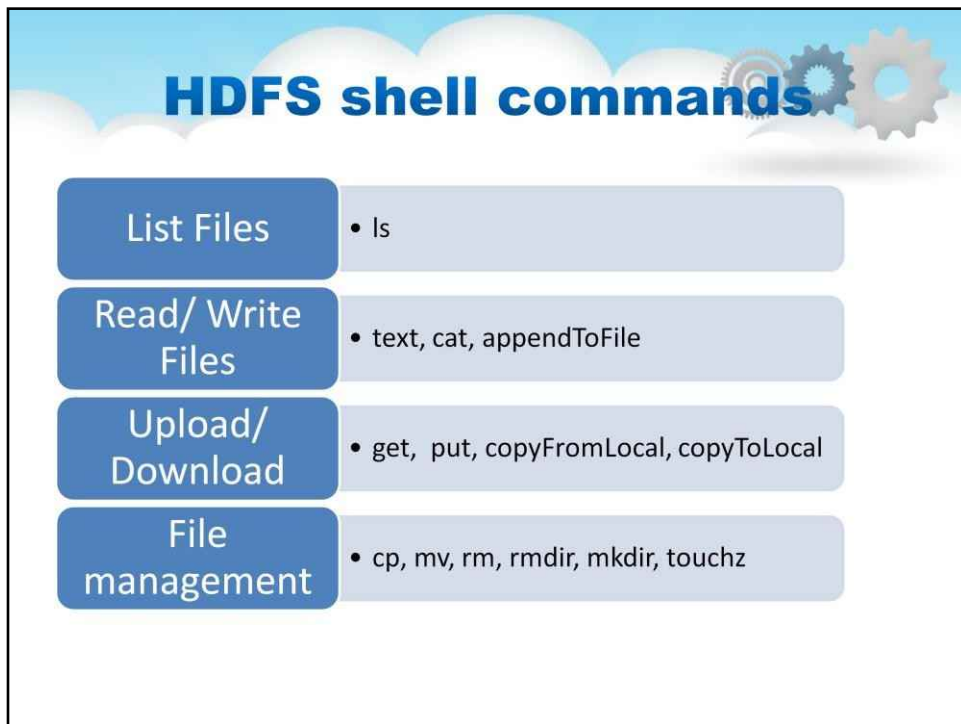 HDFS shell commands
List Files
• ls
Read/ Write
Files
• text, cat, appendToFile
Upload/
Download
• get,  put, copyFromLocal, copyToLocal
File
management
• cp, mv, rm, rmdir, mkdir, touchz